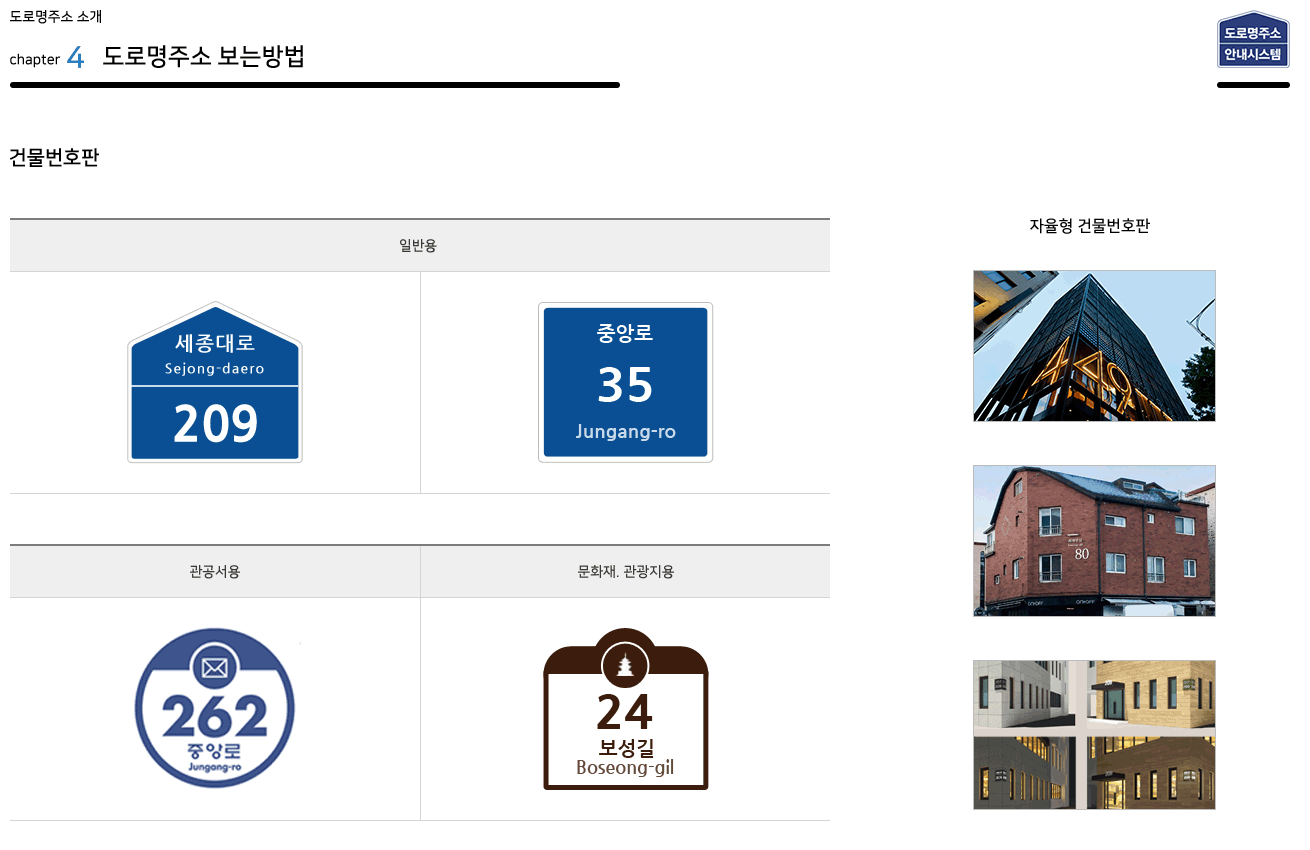 도로명주소 소개
chapter 4 도로명주소 보는방법
도로명주소
안내시스템
건물번호판
일반용
세종대로
Sejong-daero
209
중앙로
35
Jungang-ro
관공서용
문화재. 관광지용
262
중앙로
Jungang-ro
24
보성길
Boseong-gil
자율형 건물번호판
449
80
ON#OFF